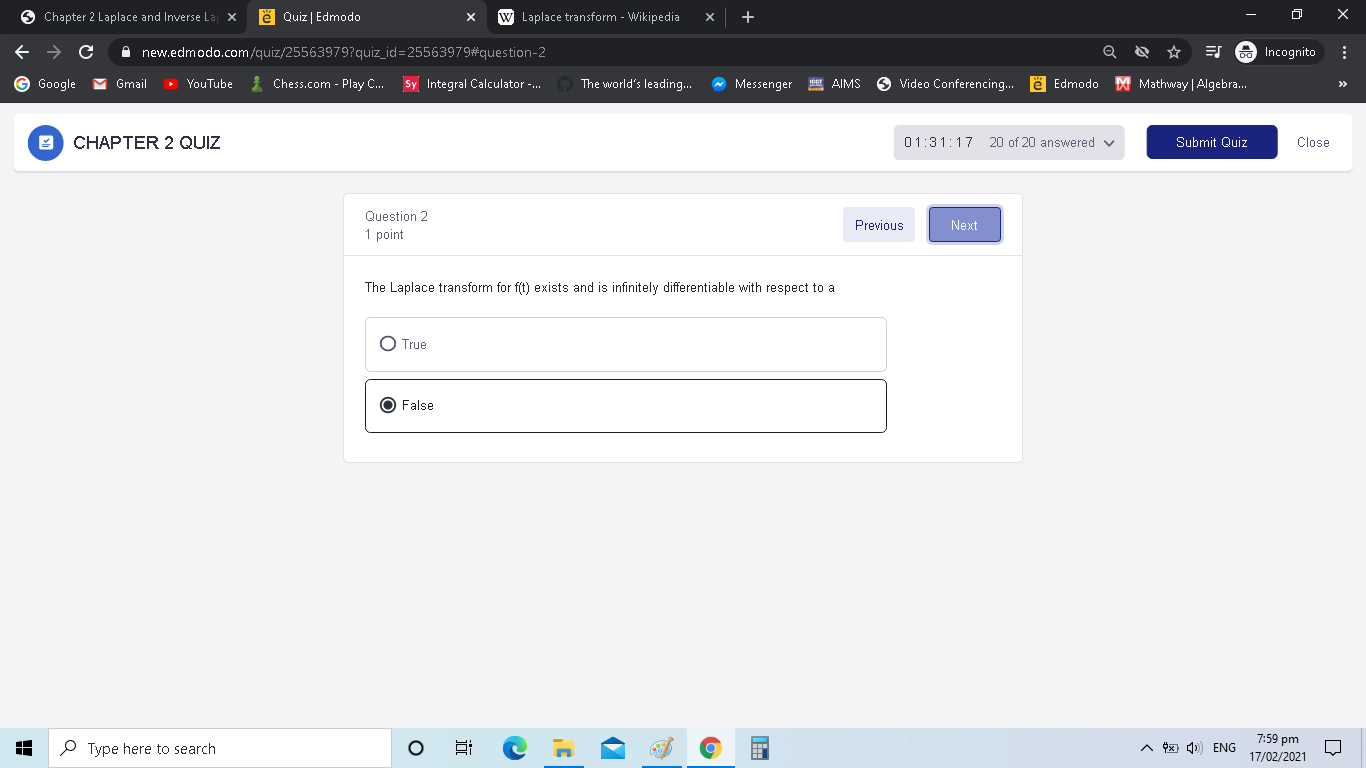 Chapter 2 Laplace and Inverse La
Quiz | Edmodo
Laplace transform - Wikipedia
new.edmodo.com/quiz/25563979?quiz_id=25563979#question-2
Incognito
Google
Gmail
YouTube
Chess.com - Play C...
Sy
Integral Calculator -...
The world's leading...
Messenger
AIMS
Video Conferencing...
Edmodo
Mathway | Algebra...
CHAPTER 2 QUIZ
01:31:17
20 of 20 answered
Submit Quiz
Close
Question 2
1 point
Previous
Next
The Laplace transform for f(t) exists and is infinitely differentiable with respect to a
True
False
Type here to search
ENG
7:59 pm
17/02/2021